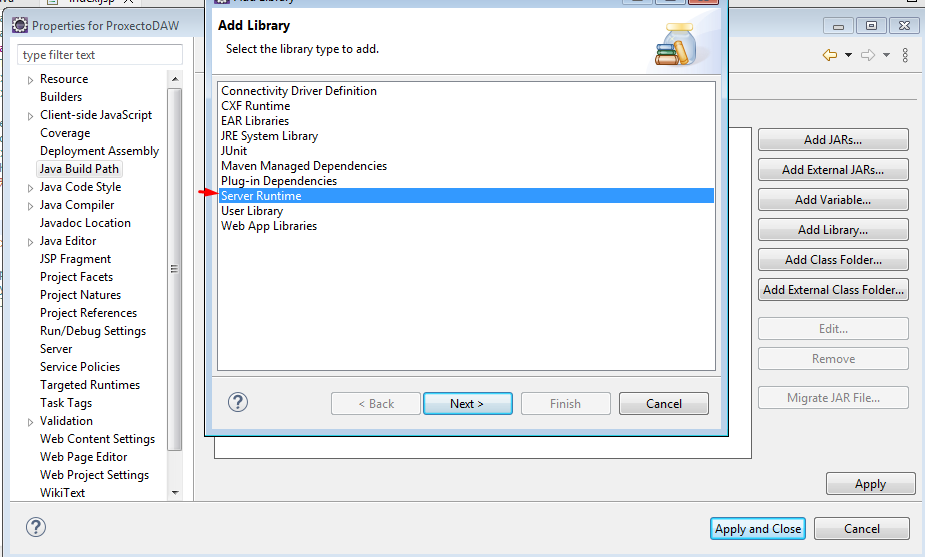 Properties for ProxectoDAW
type filter text
Resource
Builders
Client-side JavaScript
Coverage
Deployment Assembly
Java Build Path
Java Code Style
Java Compiler
Javadoc Location
Java Editor
JSP Fragment
Project Facets
Project Natures
Project References
Run/Debug Settings
Server
Service Policies
Targeted Runtimes
Task Tags
Validation
Web Content Settings
Web Page Editor
Web Project Settings
WikiText
Add Library
Add Library
Select the library type to add.
Connectivity Driver Definition
CXF Runtime
EAR Libraries
JRE System Library
JUnit
Maven Managed Dependencies
Plug-in Dependencies
Server Runtime
User Library
Web App Libraries
< Back
Next >
Finish
Cancel
Add JARs...
Add External JARs...
Add Variable...
Add Library...
Add Class Folder...
Add External Class Folder...
Edit...
Remove
Migrate JAR File...
Apply
Apply and Close
Cancel